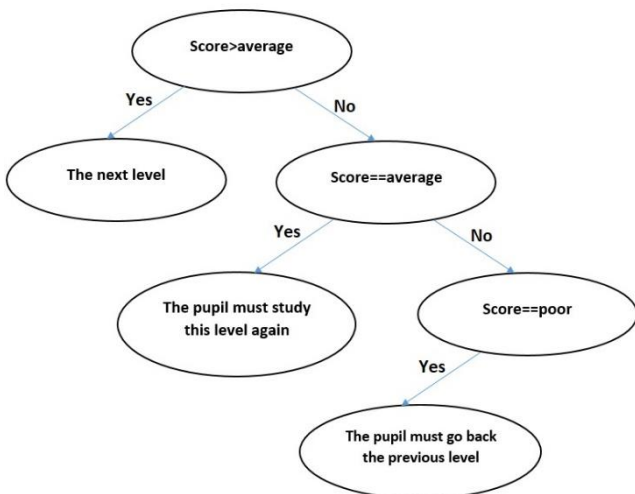 Score>average
Yes
No
The next level
Score==average
Yes
No
The pupil must study
this level again
Score==poor
Yes
The pupil must go back
the previous level